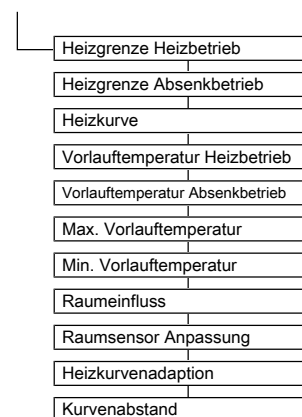 Heizgrenze Heizbetrieb
Heizgrenze Absenkbetrieb
Heizkurve
Vorlauftemperatur Heizbetrieb
Vorlauftemperatur Absenkbetrieb
Max. Vorlauftemperatur
Min. Vorlauftemperatur
Raumeinfluss
Raumsensor Anpassung
Heizkurvenadaption
Kurvenabstand